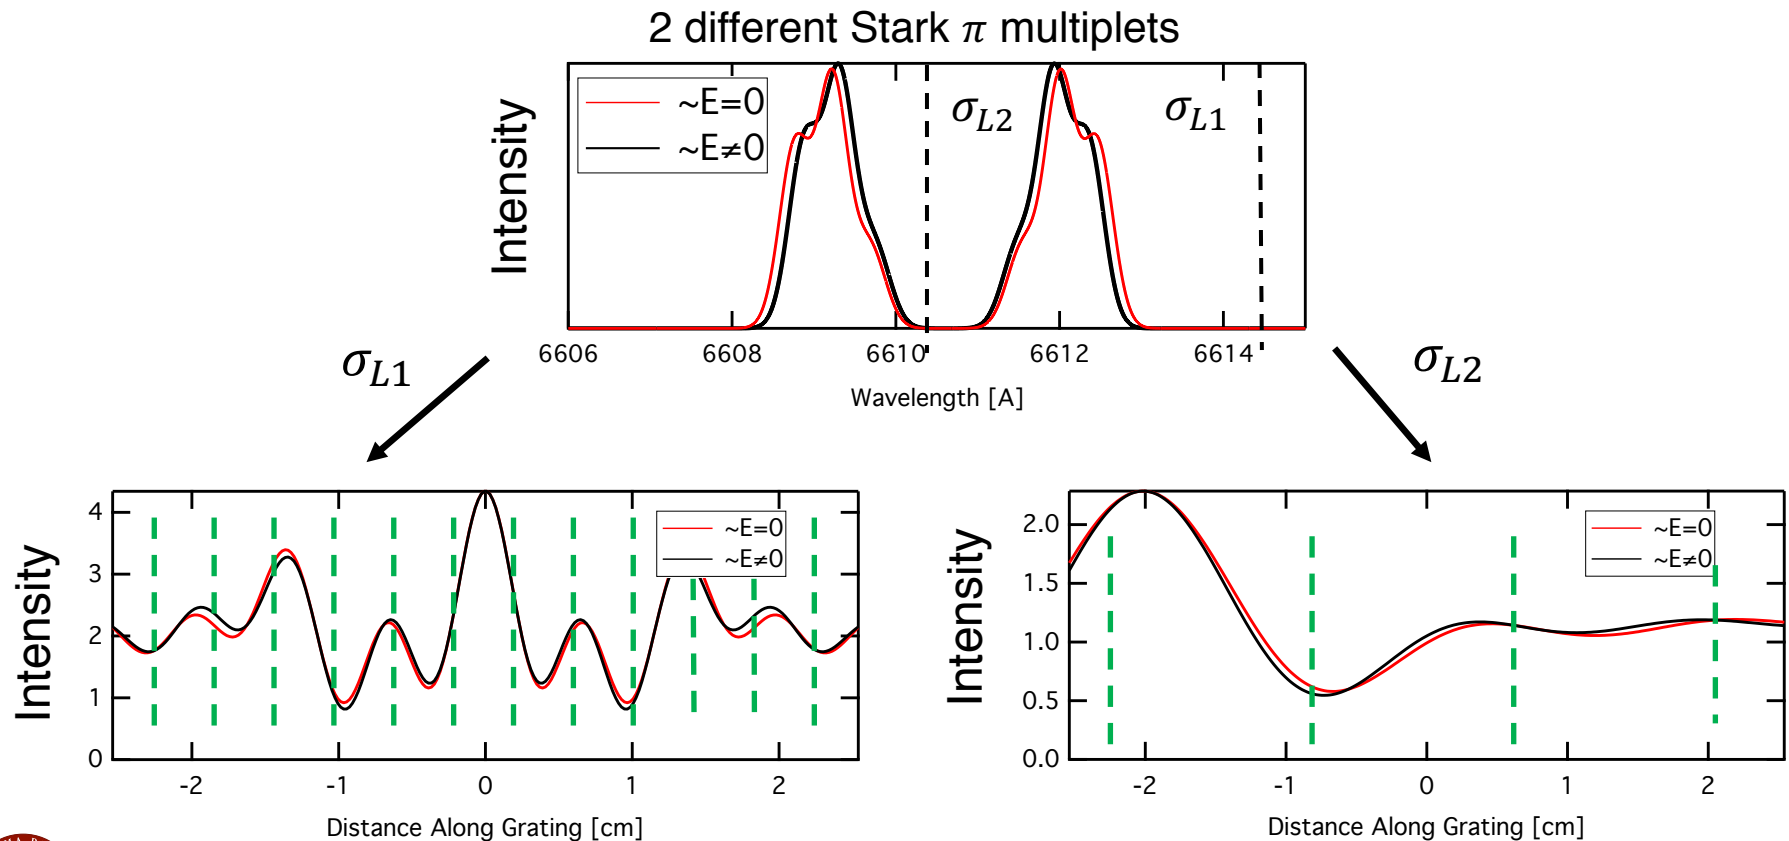 2 different Stark π multiplets
Intensity
~E=0
~E≠0
σL2
σL1
6606 6608 6610 6612 6614
Wavelength [A]
σL1
σL2
Intensity
4
3
2
1
0
~E=0
~E≠0
-2 -1 0 1 2
Distance Along Grating [cm]
Intensity
2.0
1.5
1.0
0.5
0.0
~E=0
~E≠0
-2 -1 0 1 2
Distance Along Grating [cm]